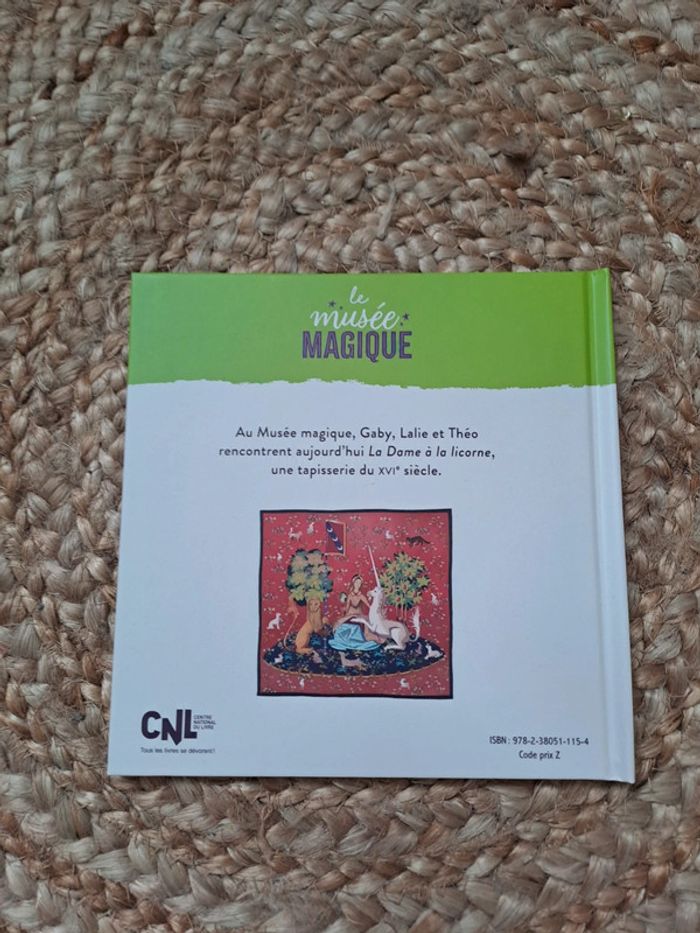 le
musée
MAGIQUE
Au Musée magique, Gaby, Lalie et Théo
rencontrent aujourd'hui La Dame à la licorne,
une tapisserie du XVIe siècle.
CNL CENTRE
NATIONAL
DU LIVRE
Tous les livres se dévorent!
ISBN : 978-2-38051-115-4
Code prix Z